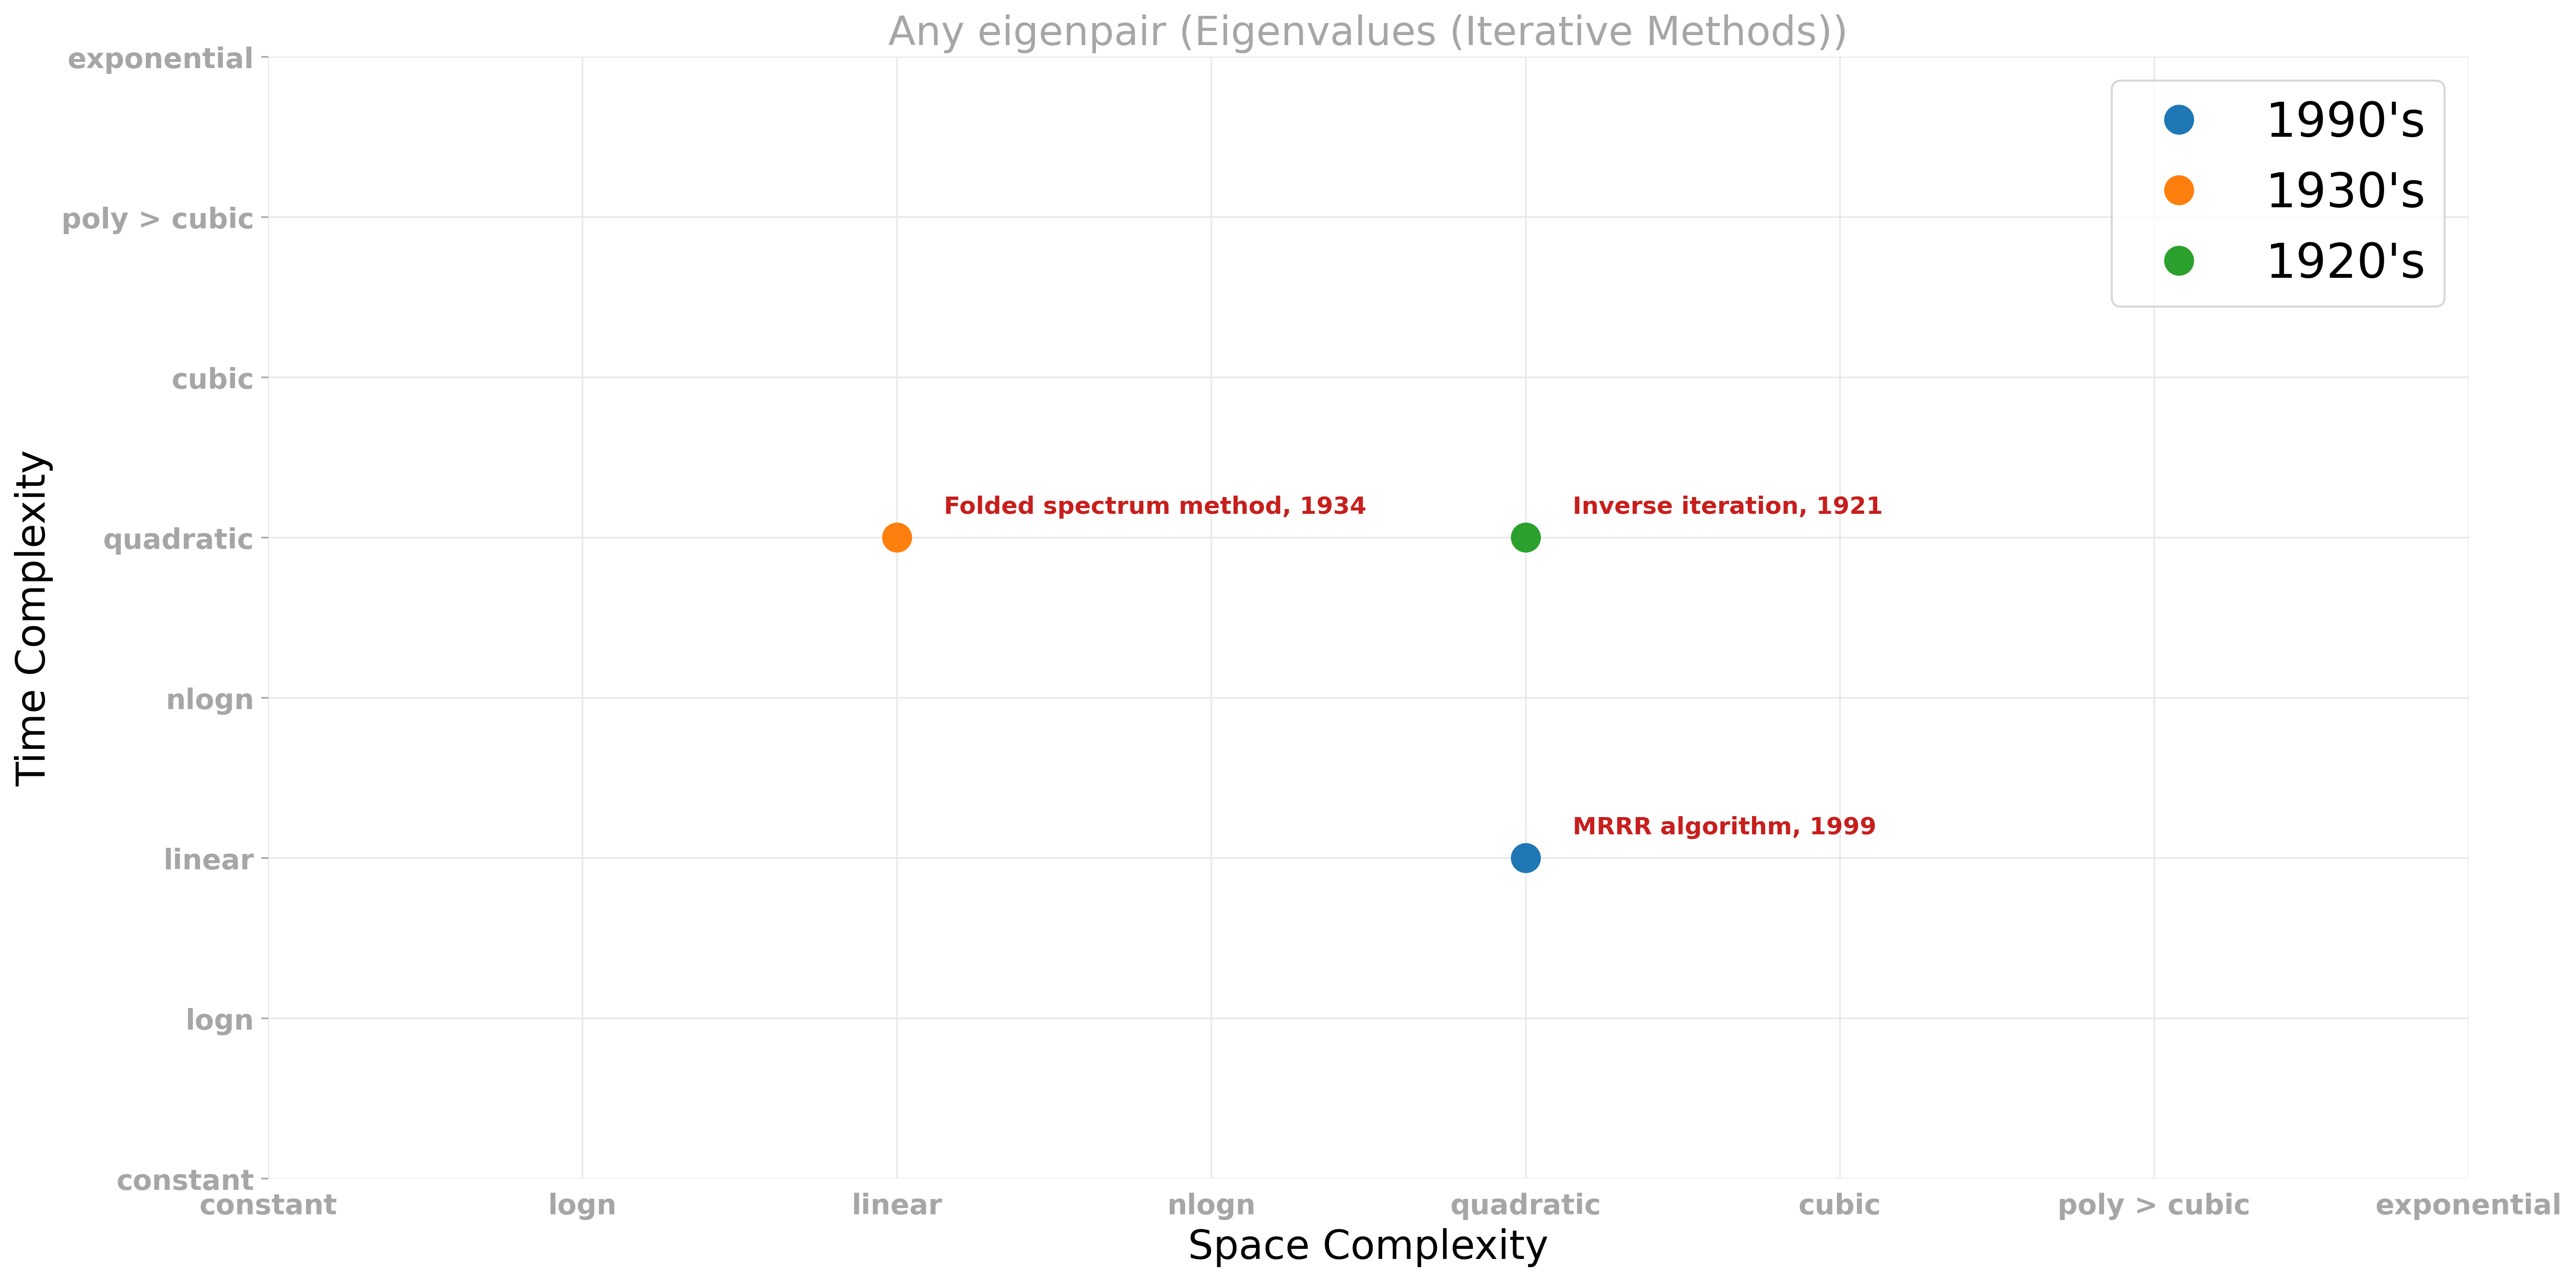 Any eigenpair (Eigenvalues (Iterative Methods))
exponential
poly > cubic
cubic
quadratic
nlogn
linear
logn
constant
Time Complexity
1990's
1930's
1920's
Folded spectrum method, 1934
Inverse iteration, 1921
MRRR algorithm, 1999
constant
logn
linear
nlogn
quadratic
cubic
poly > cubic
exponential
Space Complexity